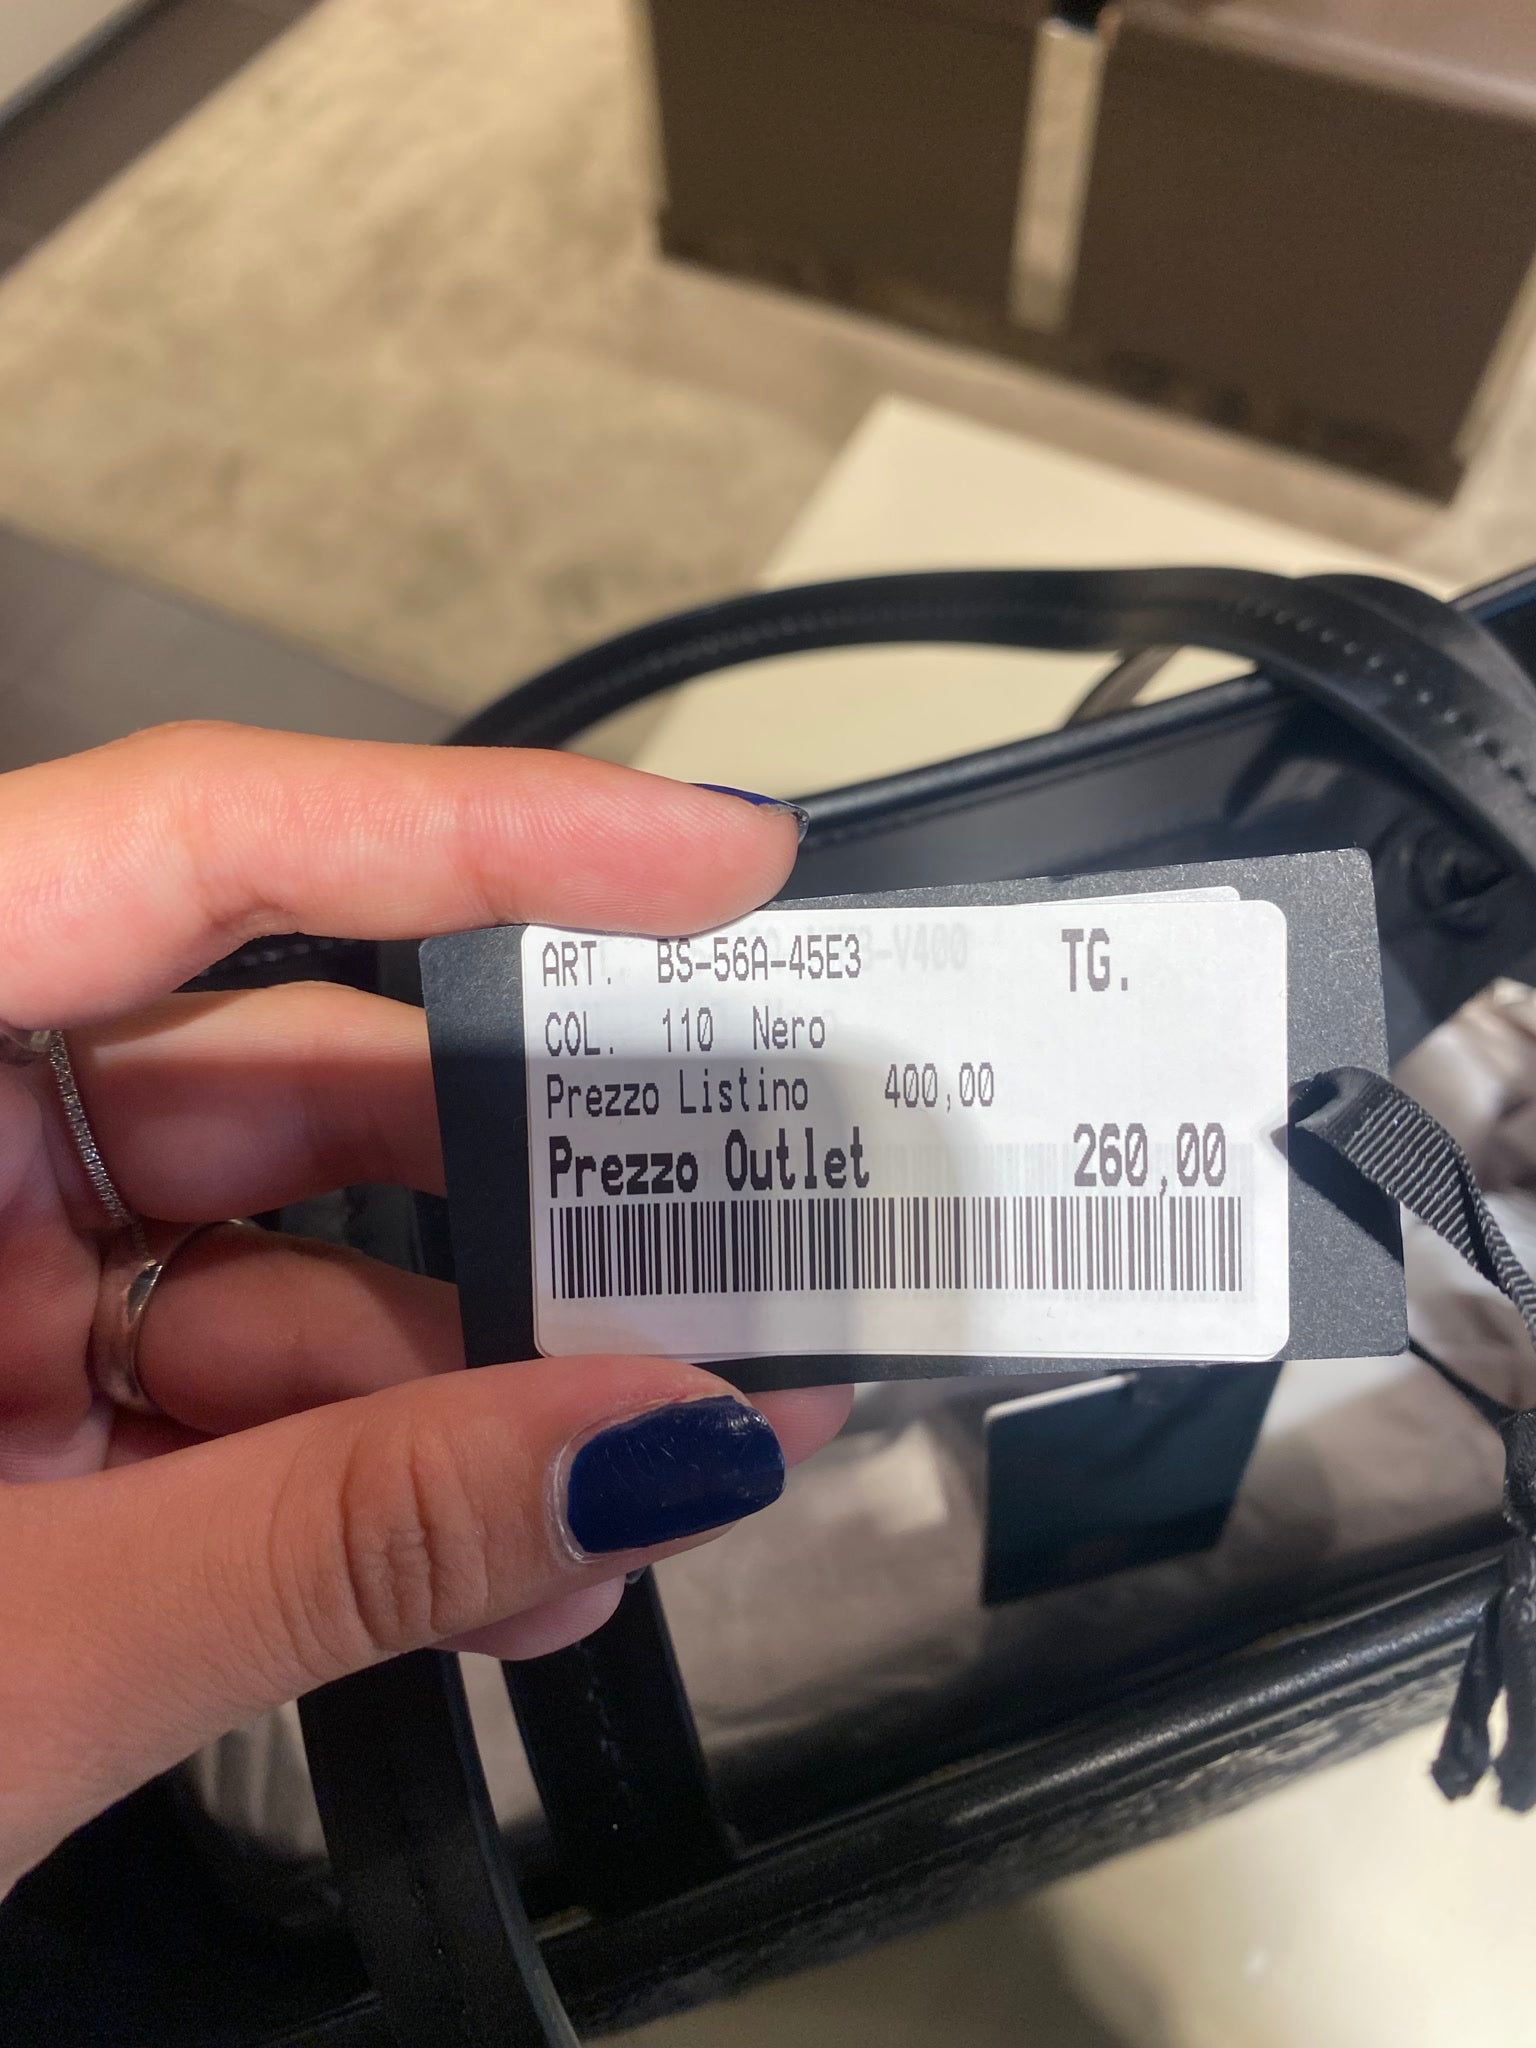 ART. BS-56A-45E3 TG.
COL. 110 Nero
Prezzo Listino 400,00
Prezzo Outlet 260,00